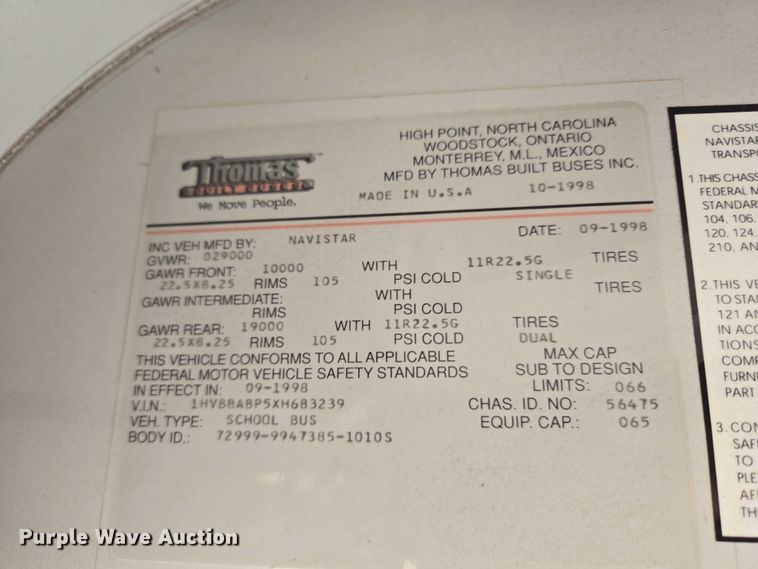 Thomas
BUILT BUSES
We Move People.
HIGH POINT, NORTH CAROLINA
WOODSTOCK, ONTARIO
MONTERREY, M.L., MEXICO
MFD BY THOMAS BUILT BUSES INC.
MADE IN U.S.A 10-1998
INC VEH MFD BY: NAVISTAR DATE: 09-1998
GVWR: 029000
GAWR FRONT: 10000 WITH 11R22.5G TIRES
22.5X8.25 RIMS 105 PSI COLD SINGLE
GAWR INTERMEDIATE: WITH TIRES
RIMS PSI COLD
GAWR REAR: 19000 WITH 11R22.5G TIRES
22.5X8.25 RIMS 105 PSI COLD DUAL
THIS VEHICLE CONFORMS TO ALL APPLICABLE MAX CAP
FEDERAL MOTOR VEHICLE SAFETY STANDARDS SUB TO DESIGN
IN EFFECT IN: 09-1998 LIMITS: 066
V.I.N.: 1HVBBABP5XH683239 CHAS. ID. NO: 56475
VEH. TYPE: SCHOOL BUS EQUIP. CAP.: 065
BODY ID.: 72999-9947385-1010S
CHASSIS
NAVISTAR
TRANSP
1. THIS CHASS
FEDERAL M
STANDAR
104, 106,
120, 124,
210, AN
2. THIS VE
TO STA
121 AN
IN ACC
TIONS
COMP
FURNI
PART
3. CON
SAF
TO
PLE
AF
TH
Purple Wave Auction